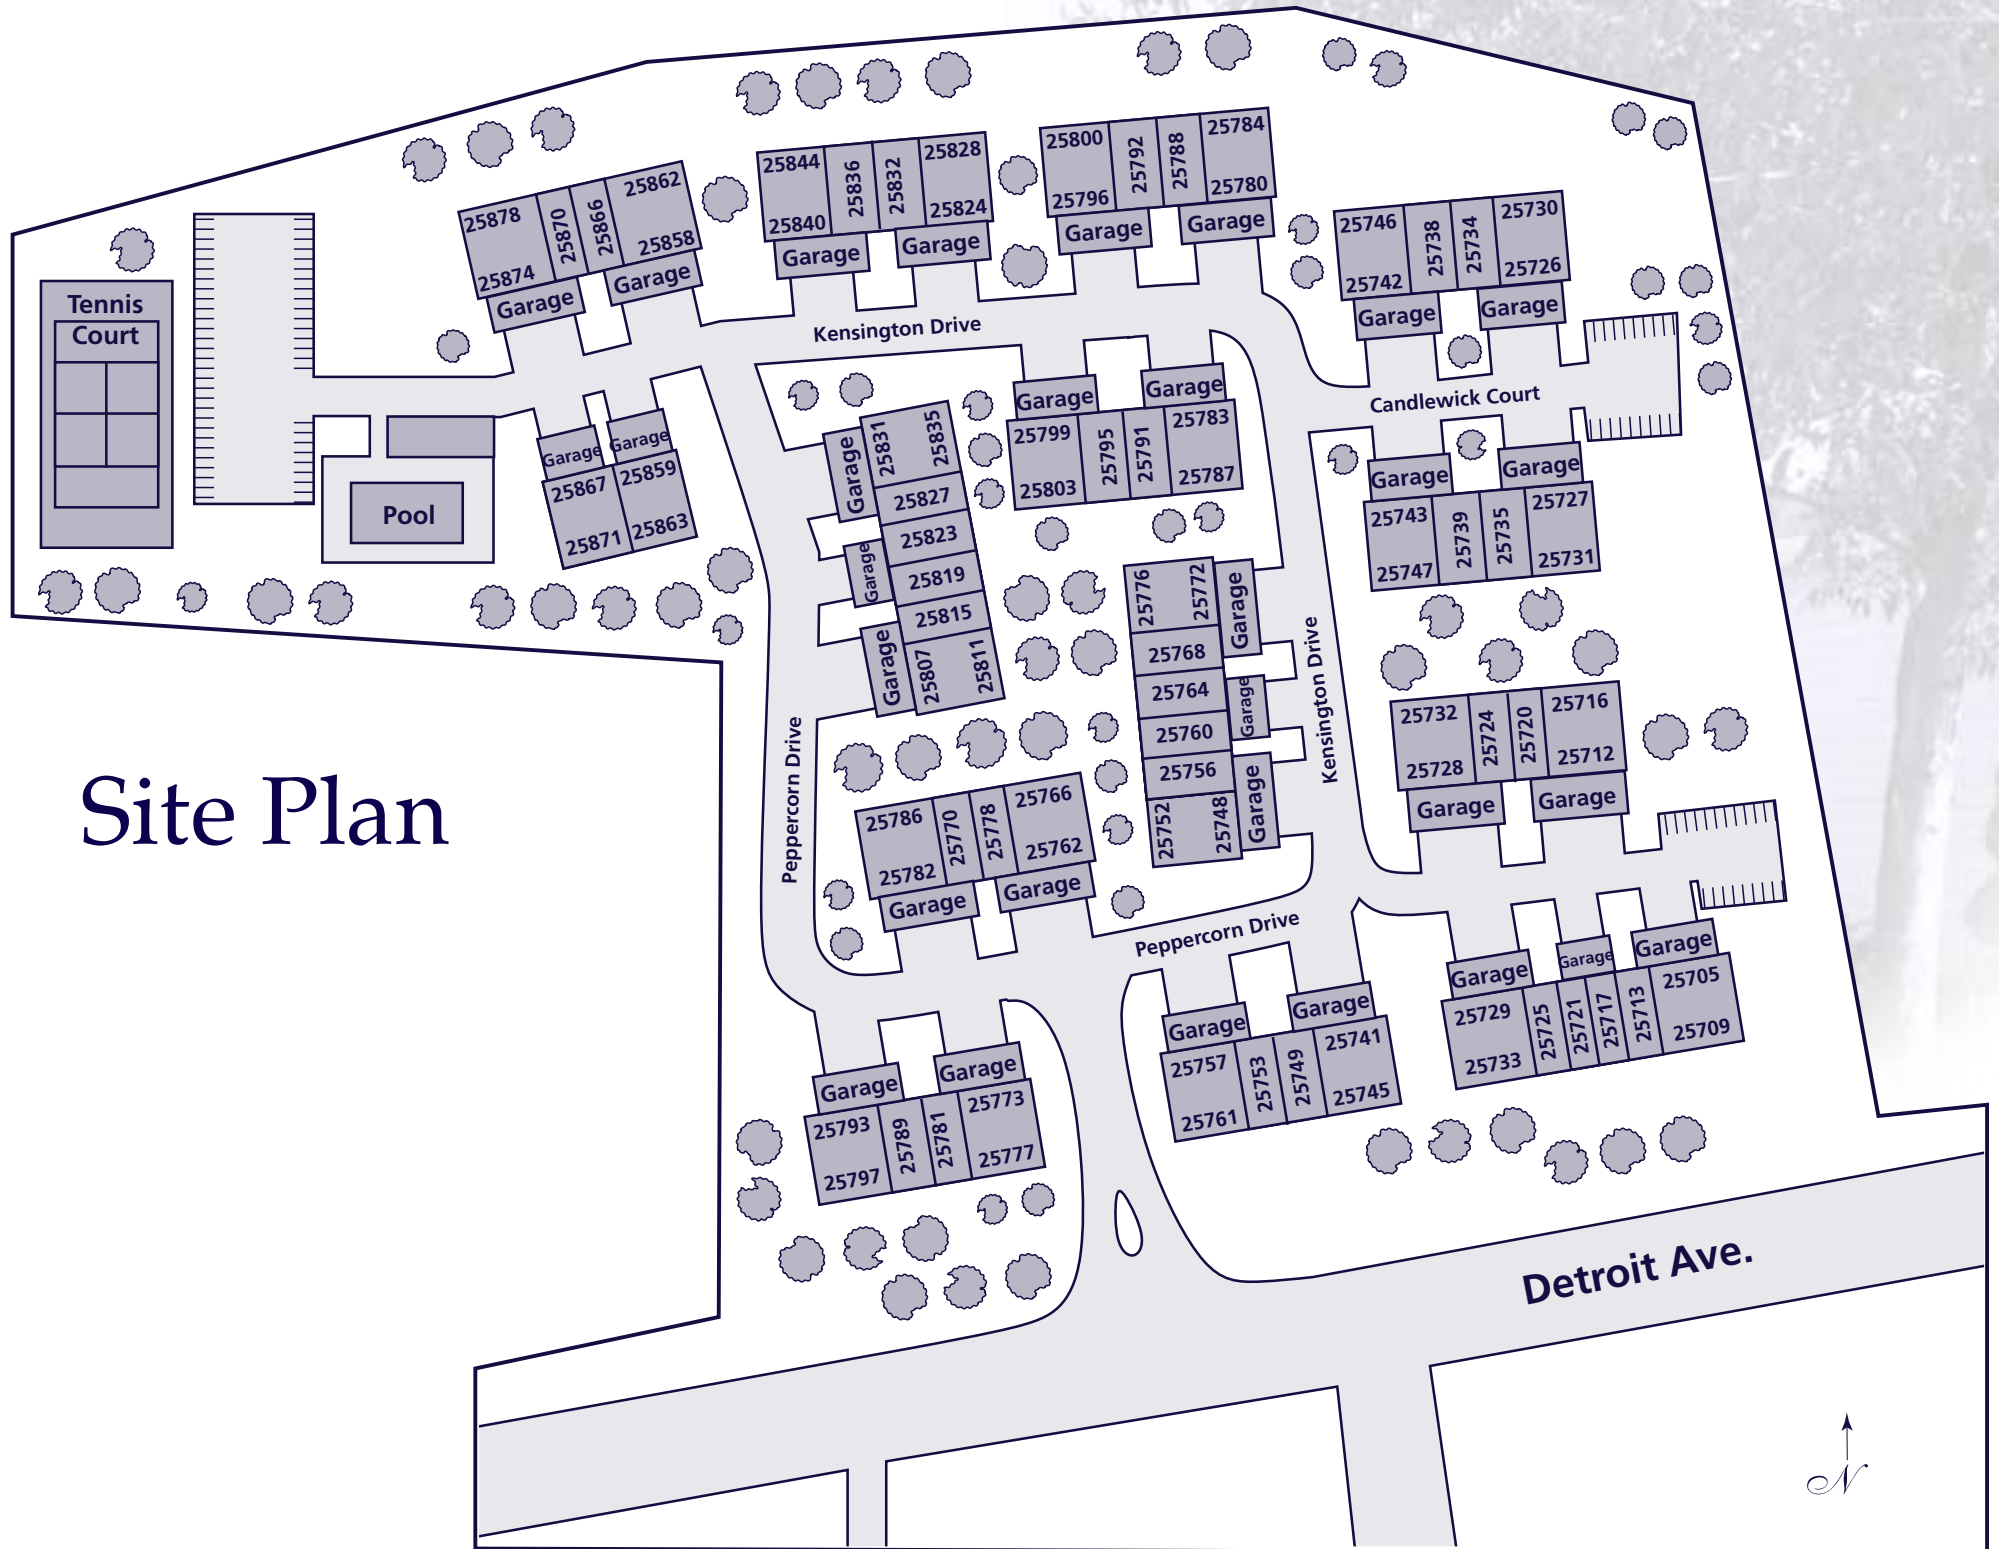 25878
25870
25866
25862
25874
25858
Garage
Garage
25844
25836
25832
25828
25840
25824
Garage
Garage
25800
25792
25788
25784
25796
25780
Garage
Garage
25746
25738
25734
25730
25742
25726
Garage
Garage
Tennis
Court
Kensington Drive
Candlewick Court
Pool
Garage
Garage
25867
25859
25871
25863
Garage
25831
25835
25827
25823
Garage
25819
25815
Garage
25807
25811
Garage
Garage
25799
25795
25791
25783
25803
25787
Garage
Garage
25743
25739
25735
25727
25747
25731
25776
25772
Garage
25768
25764
Garage
25760
25756
25752
25748
Garage
Kensington Drive
25732
25724
25720
25716
25728
25712
Garage
Garage
Site Plan
Peppercorn Drive
25786
25770
25778
25766
25782
25762
Garage
Garage
Peppercorn Drive
Garage
Garage
Garage
25729
25725
25721
25717
25713
25705
25733
25709
Garage
Garage
25757
25753
25749
25741
25761
25745
Garage
Garage
25793
25789
25781
25773
25797
25777
Detroit Ave.
N